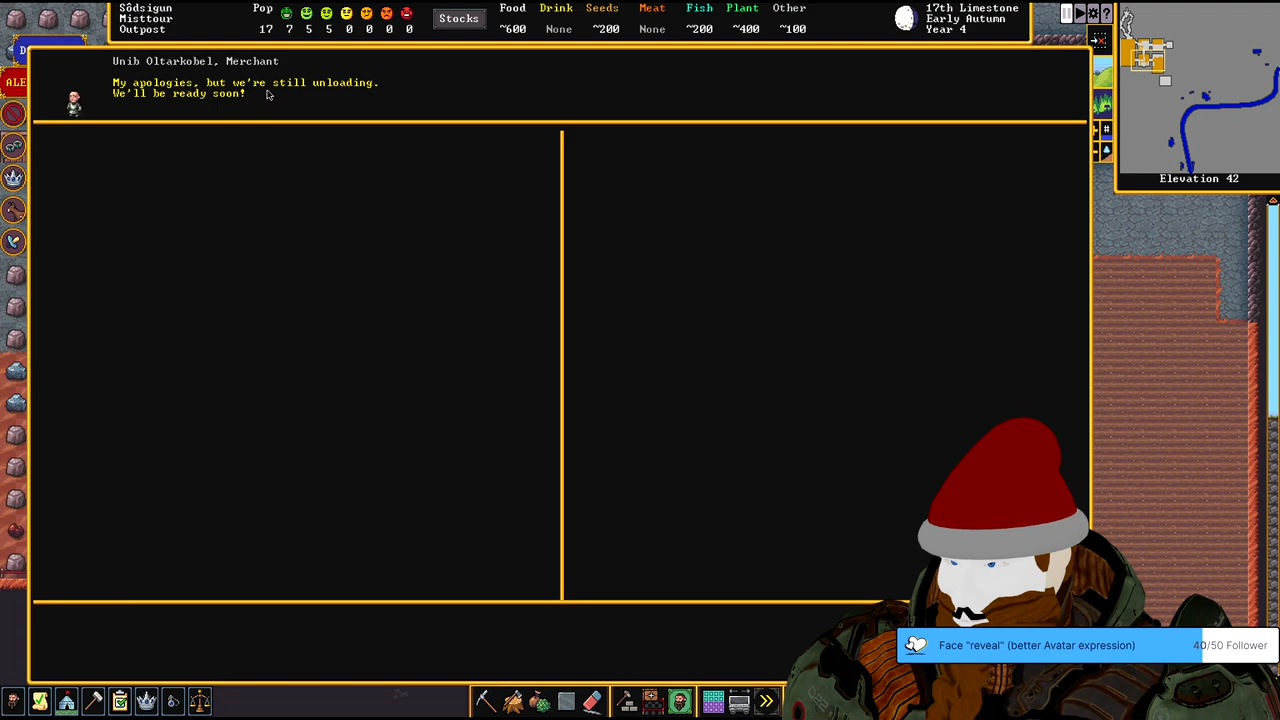 Sôdsigun
Misttour
Outpost
Pop
17 7 5 5 0 0 0 0
Stocks
Food Drink Seeds Meat Fish Plant Other
~600 None ~200 None ~200 ~400 ~100
17th Limestone
Early Autumn
Year 4
D
ALE
Unib Oltarkobel, Merchant
My apologies, but we're still unloading.
We'll be ready soon!
Elevation 42
Face "reveal" (better Avatar expression) 40/50 Follower